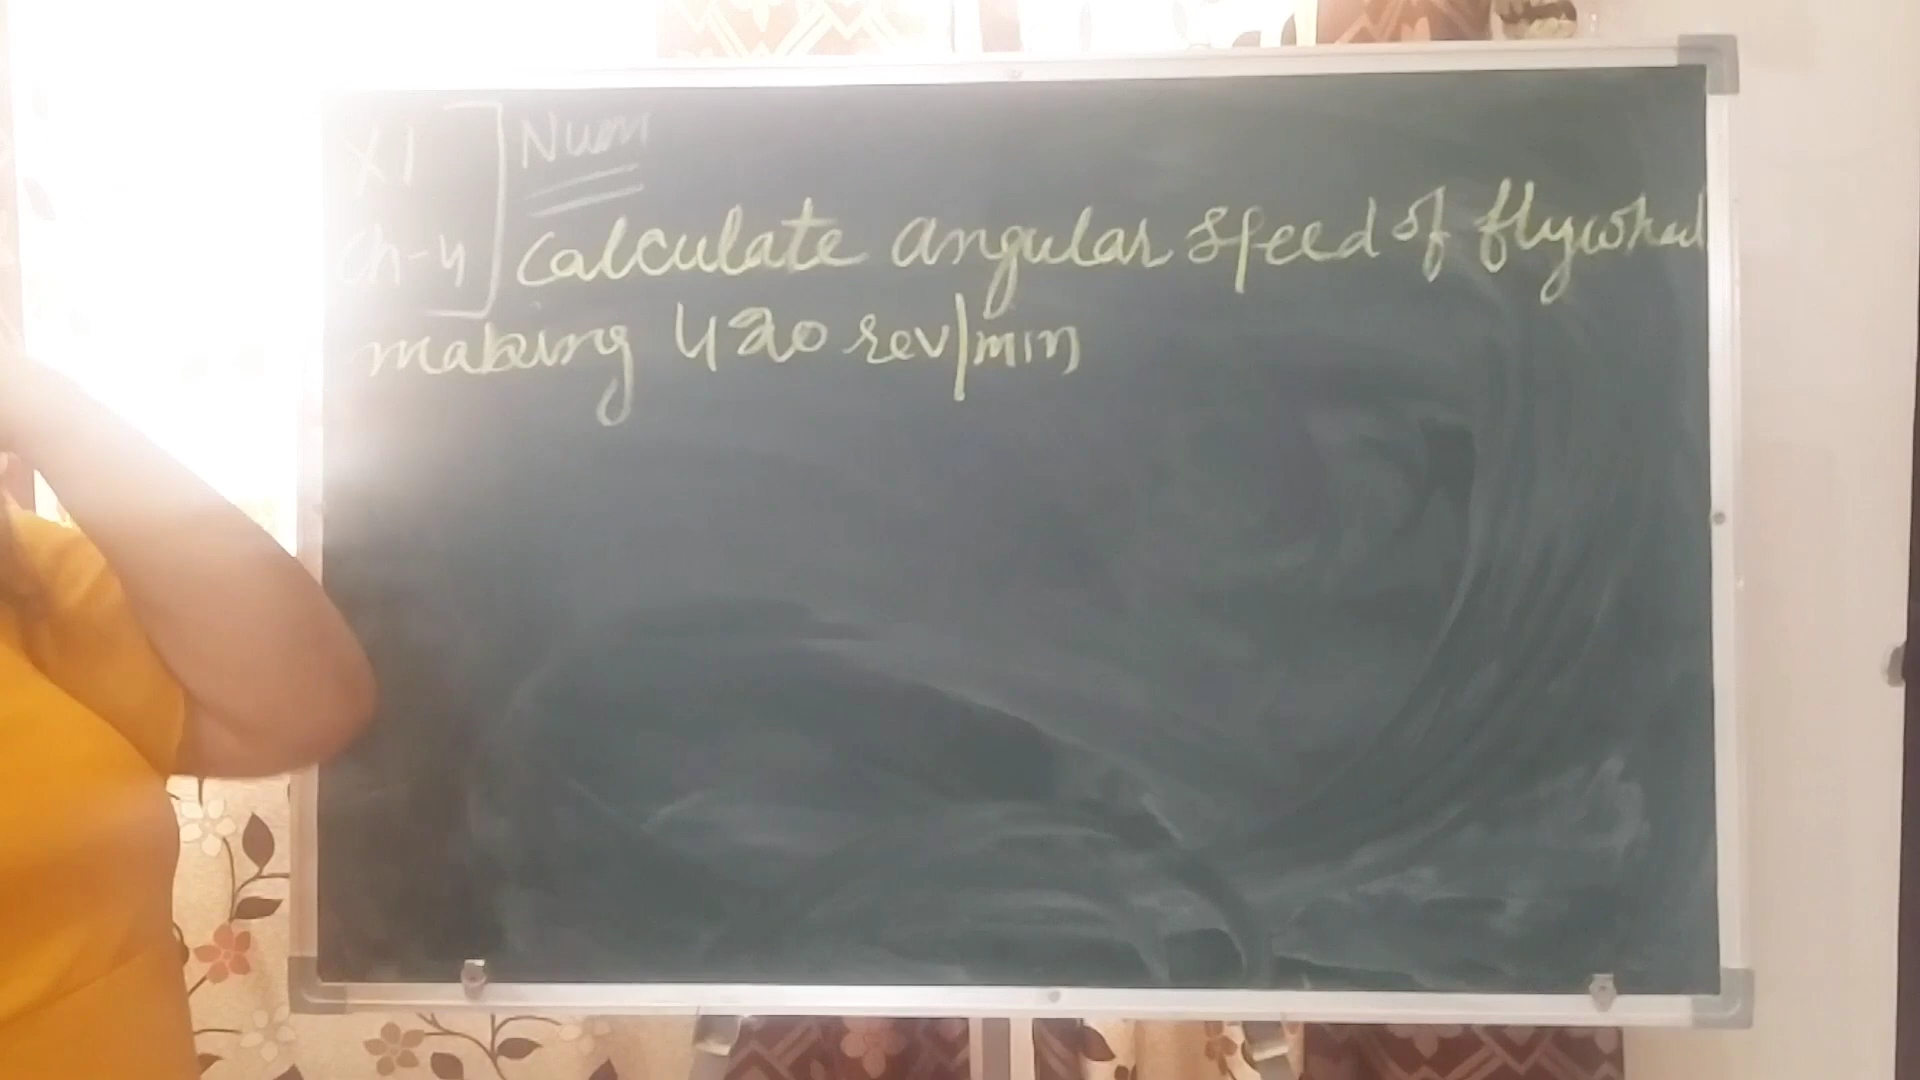 XI
Ch-4
Num
Calculate angular speed of flywheel
making 420 rev/min